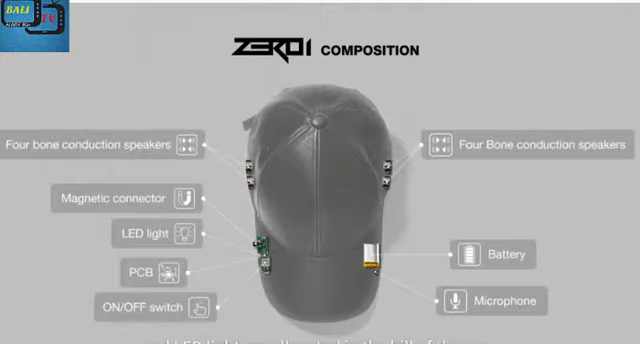 BALI
TV
ZERO1 COMPOSITION
Four bone conduction speakers
Four Bone conduction speakers
Magnetic connector
LED light
PCB
ON/OFF switch
Battery
Microphone